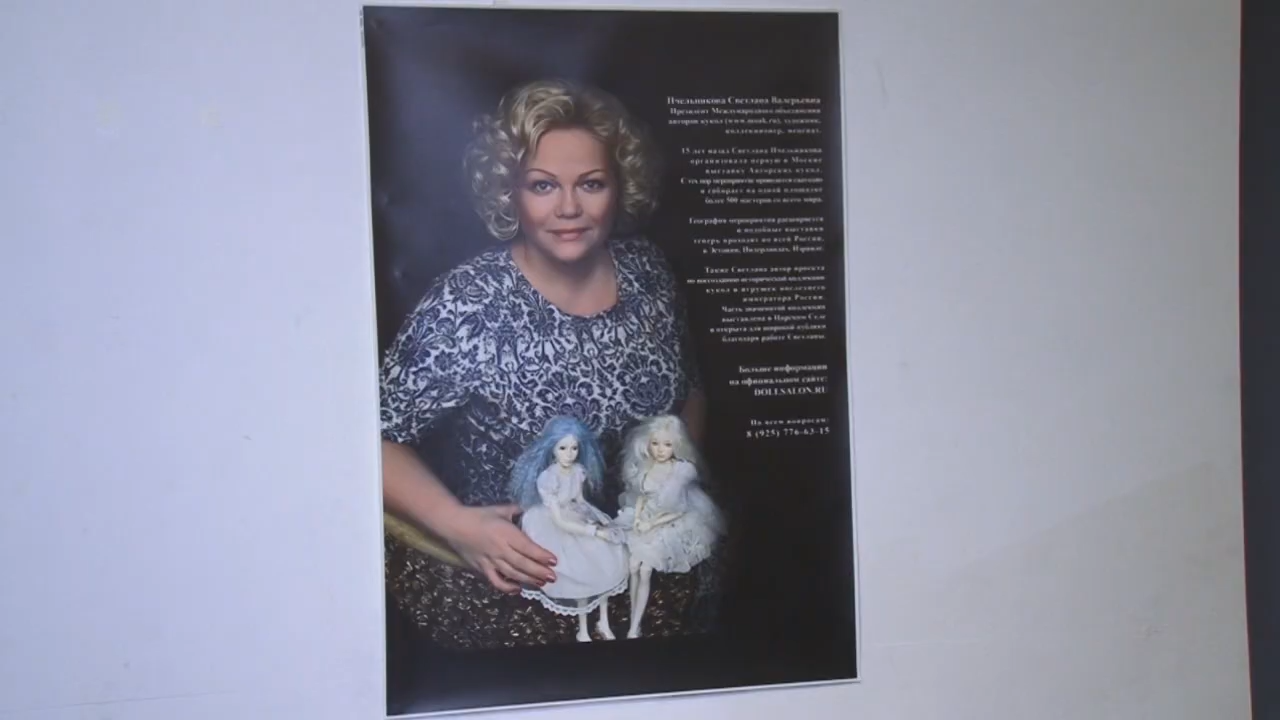 Пчельникова Светлана Валерьевна
Президент Международного объединения
авторов кукол (www.moak.ru), художник,
коллекционер, меценат.
15 лет назад Светлана Пчельникова
организовала первую в Москве
выставку Авторских кукол.
С тех пор мероприятие проводится ежегодно
и собирает на одной площадке
более 500 мастеров со всего мира.
География мероприятия расширяется
и подобные выставки
теперь проходят по всей России,
в Эстонии, Нидерландах, Израиле.
Также Светлана автор проекта
по воссозданию исторической коллекции
кукол и игрушек последнего
императора России.
Часть знаменитой коллекции
выставлена в Царском Селе
и открыта для широкой публики
благодаря работе Светланы.
Больше информации
на официальном сайте:
DOLLSALON.RU
По всем вопросам:
8 (925) 776-63-15